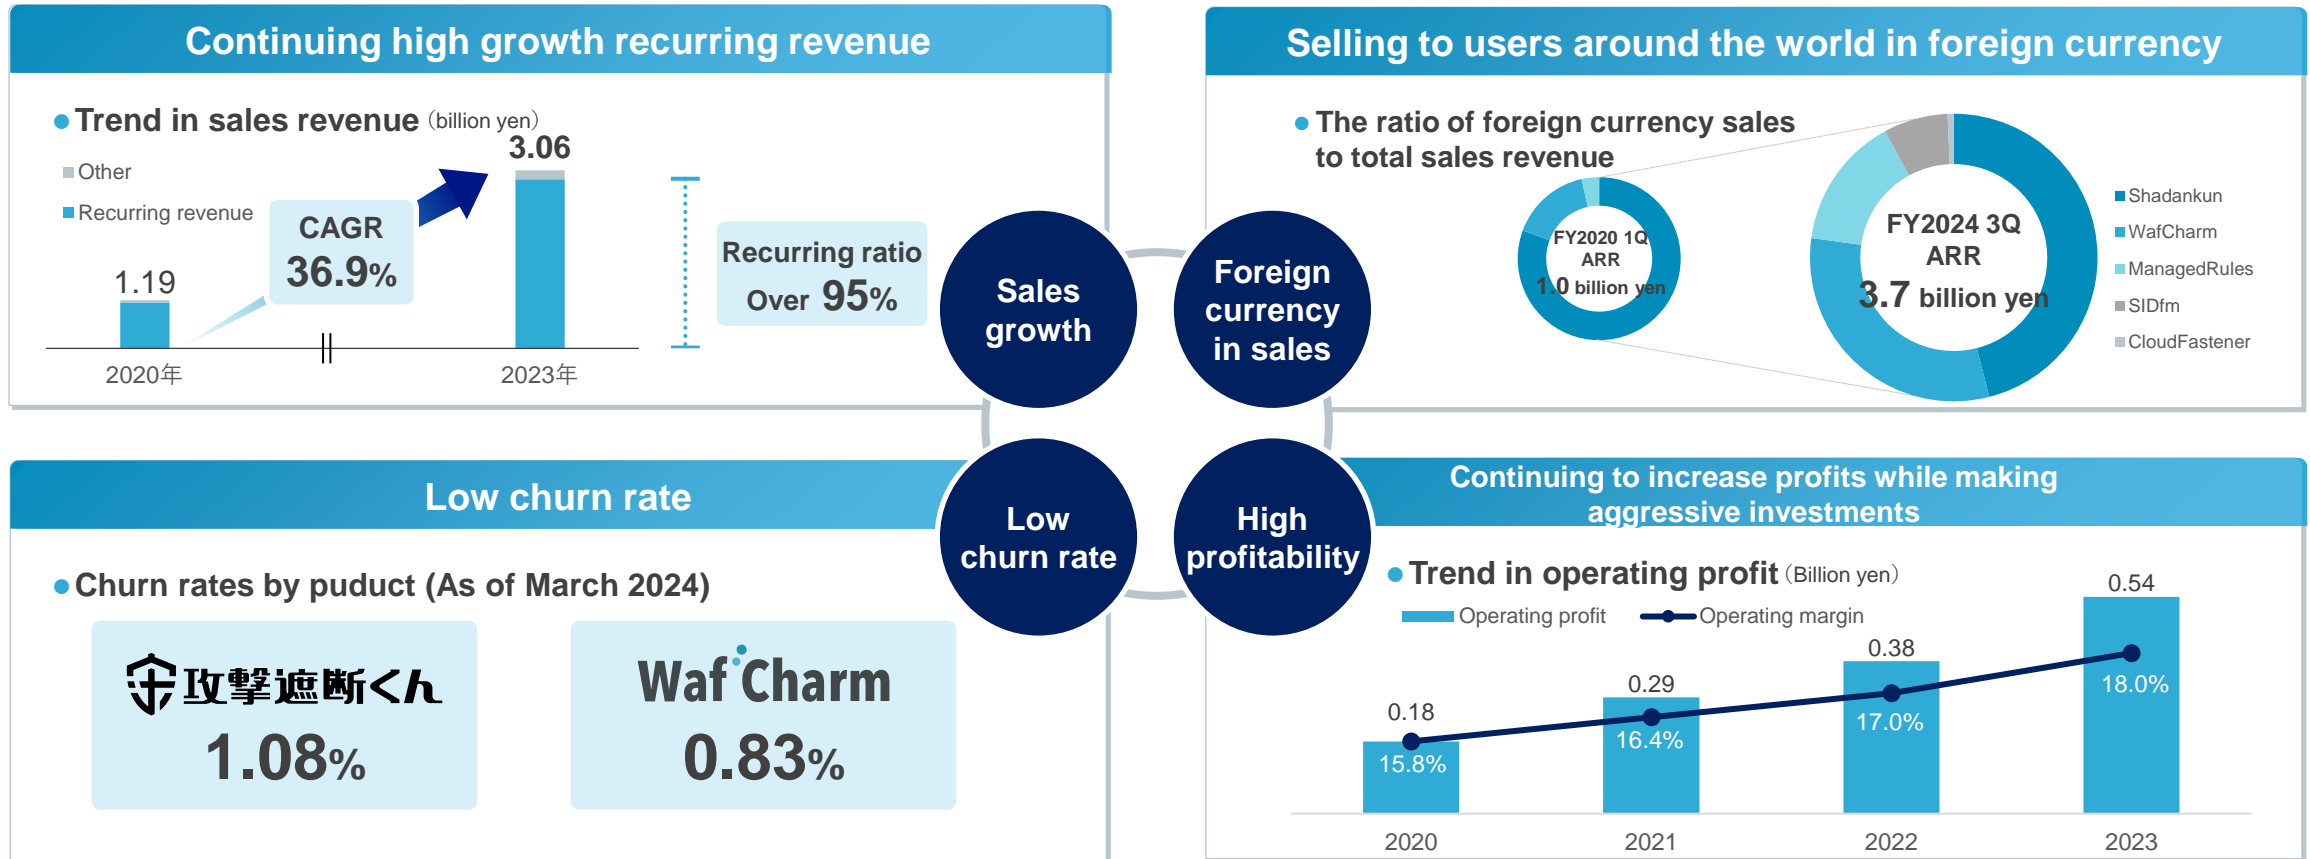 Continuing high growth recurring revenue
Trend in sales revenue（billion yen）
Other
Recurring revenue
1.19
CAGR
36.9%
3.06
2020年
2023年
Recurring ratio
Over 95%
Selling to users around the world in foreign currency
The ratio of foreign currency sales
to total sales revenue
FY2020 1Q
ARR
1.0 billion yen
FY2024 3Q
ARR
3.7 billion yen
Shadankun
WafCharm
ManagedRules
SIDfm
CloudFastener
Sales
growth
Foreign
currency
in sales
Low
churn rate
High
profitability
Low churn rate
Churn rates by puduct (As of March 2024)
攻撃遮断くん
1.08%
WafCharm
0.83%
Continuing to increase profits while making
aggressive investments
Trend in operating profit（Billion yen）
Operating profit
Operating margin
0.18
0.29
0.38
0.54
15.8%
16.4%
17.0%
18.0%
2020
2021
2022
2023